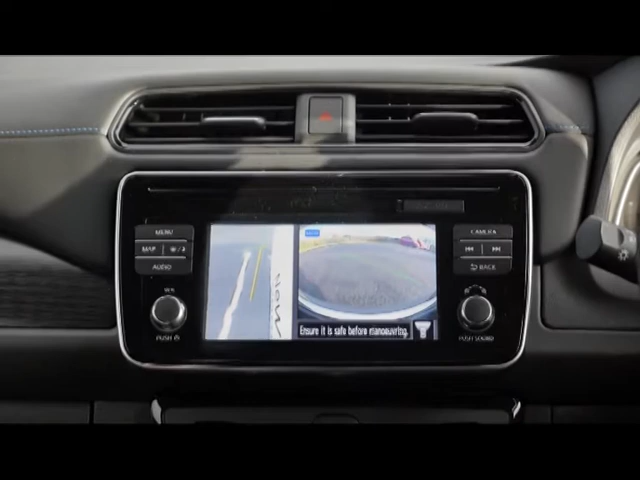 MENU
CAMERA
MAP
AUDIO
BACK
VOL
PUSH
PUSH SOUND
Ensure it is safe before manoeuvring.